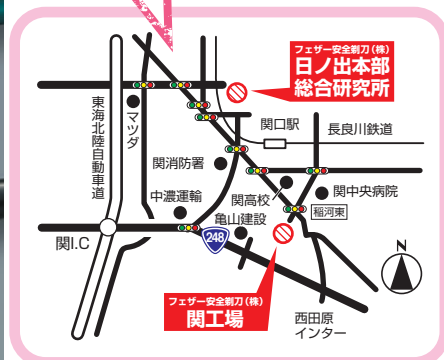 フェザー安全剃刀(株)
日ノ出本部
総合研究所
東海北陸自動車道
マツダ
関口駅
長良川鉄道
関消防署
中濃運輸
関高校
関中央病院
稲河東
亀山建設
関I.C
248
フェザー安全剃刀(株)
関工場
西田原
インター
N